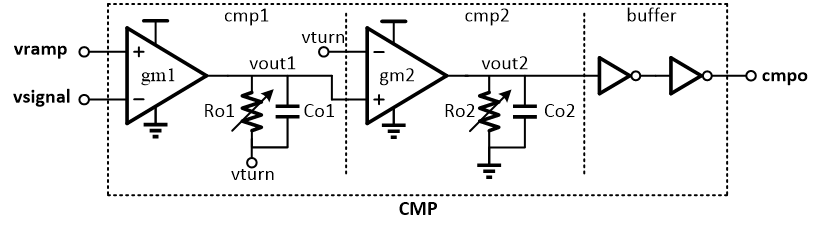 cmp1
cmp2
buffer
vramp
vsignal
+
−
gm1
vout1
Ro1
Co1
vturn
vturn
−
+
gm2
vout2
Ro2
Co2
cmpo
CMP